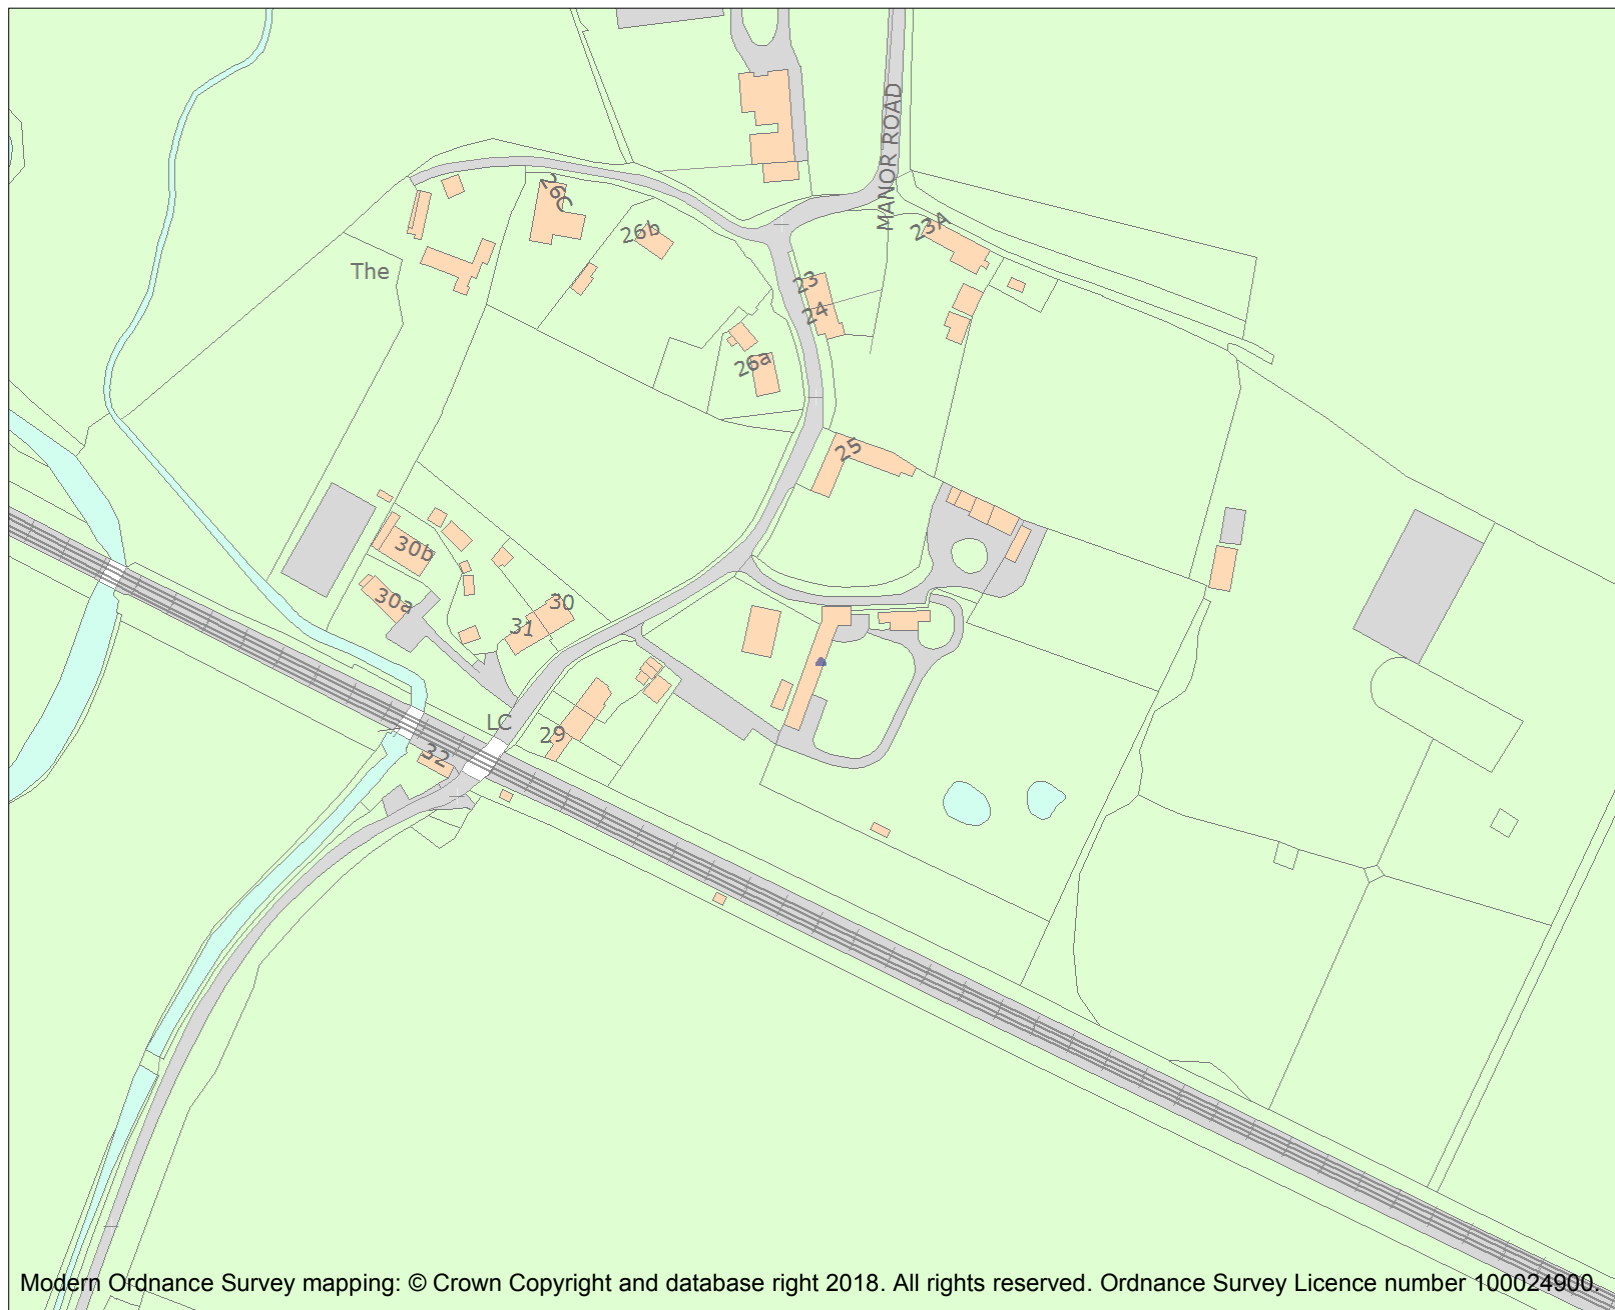 MANOR ROAD
26C
26b
23A
The
23
24
26a
25
30b
30a
30
31
LC
29
32
Modern Ordnance Survey mapping: © Crown Copyright and database right 2018. All rights reserved. Ordnance Survey Licence number 100024900.